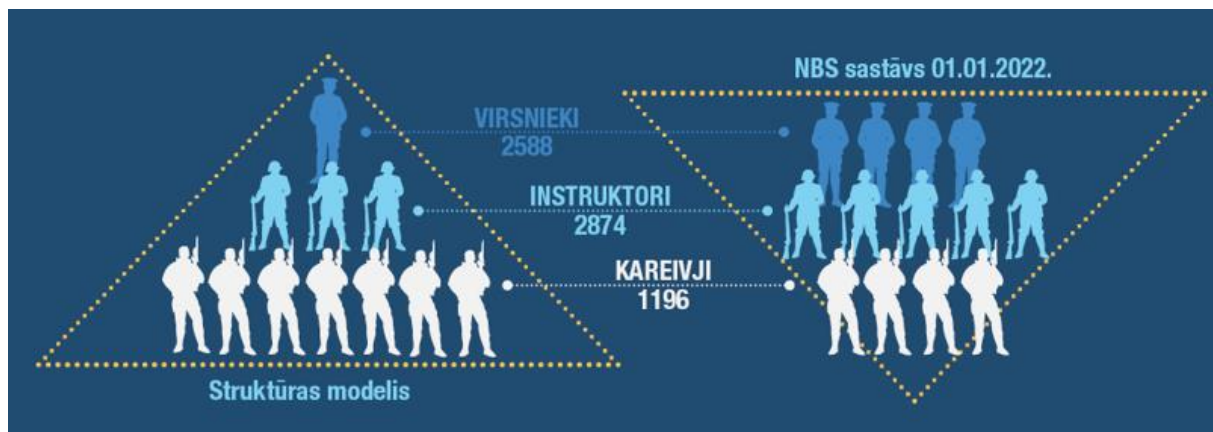 NBS sastāvs 01.01.2022.
VIRSNIEKI
2588
INSTRUKTORI
2874
KAREIVJI
1196
Struktūras modelis